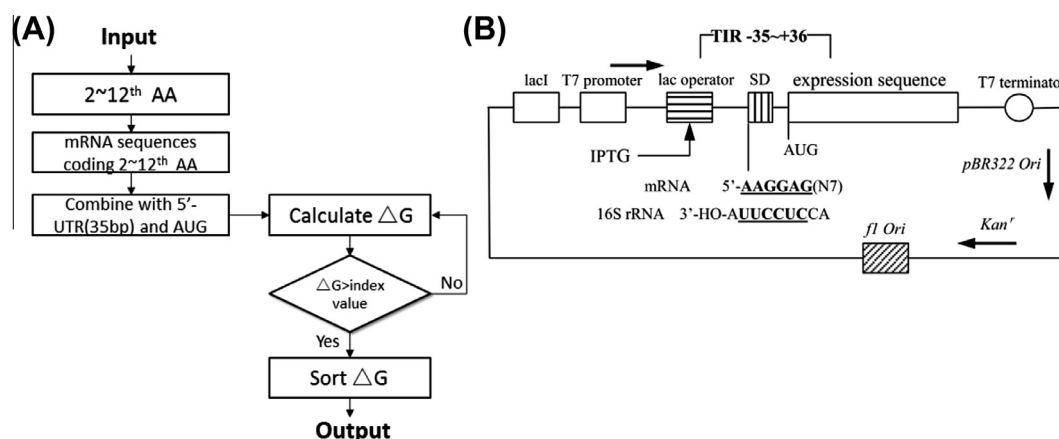 (A)
Input
2~12th AA
mRNA sequences
coding 2~12th AA
Combine with 5’-
UTR(35bp) and AUG
Calculate △G
△G>index
value
No
Yes
Sort △G
Output
(B)
TIR -35~+36
lacI
T7 promoter
lac operator
SD
expression sequence
T7 terminato
IPTG
AUG
mRNA 5’-AAGGAG(N7)
16S rRNA 3’-HO-AUUCCUCCA
pBR322 Ori
Kan r
f1 Ori